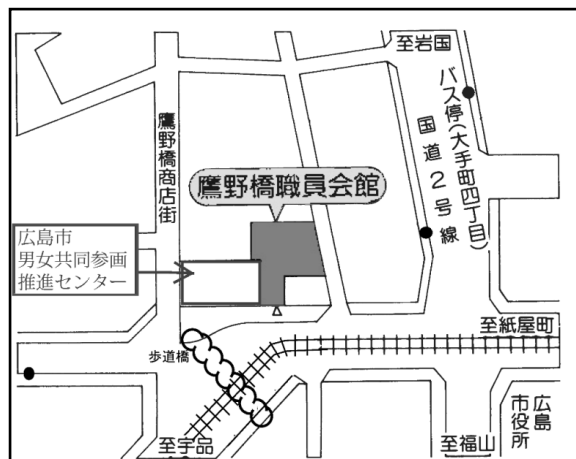 至岩国
バス停(大手町四丁目)
国道2号線
鷹野橋商店街
鷹野橋職員会館
広島市
男女共同参画
推進センター
至紙屋町
歩道橋
広島
市役所
至宇品
至福山